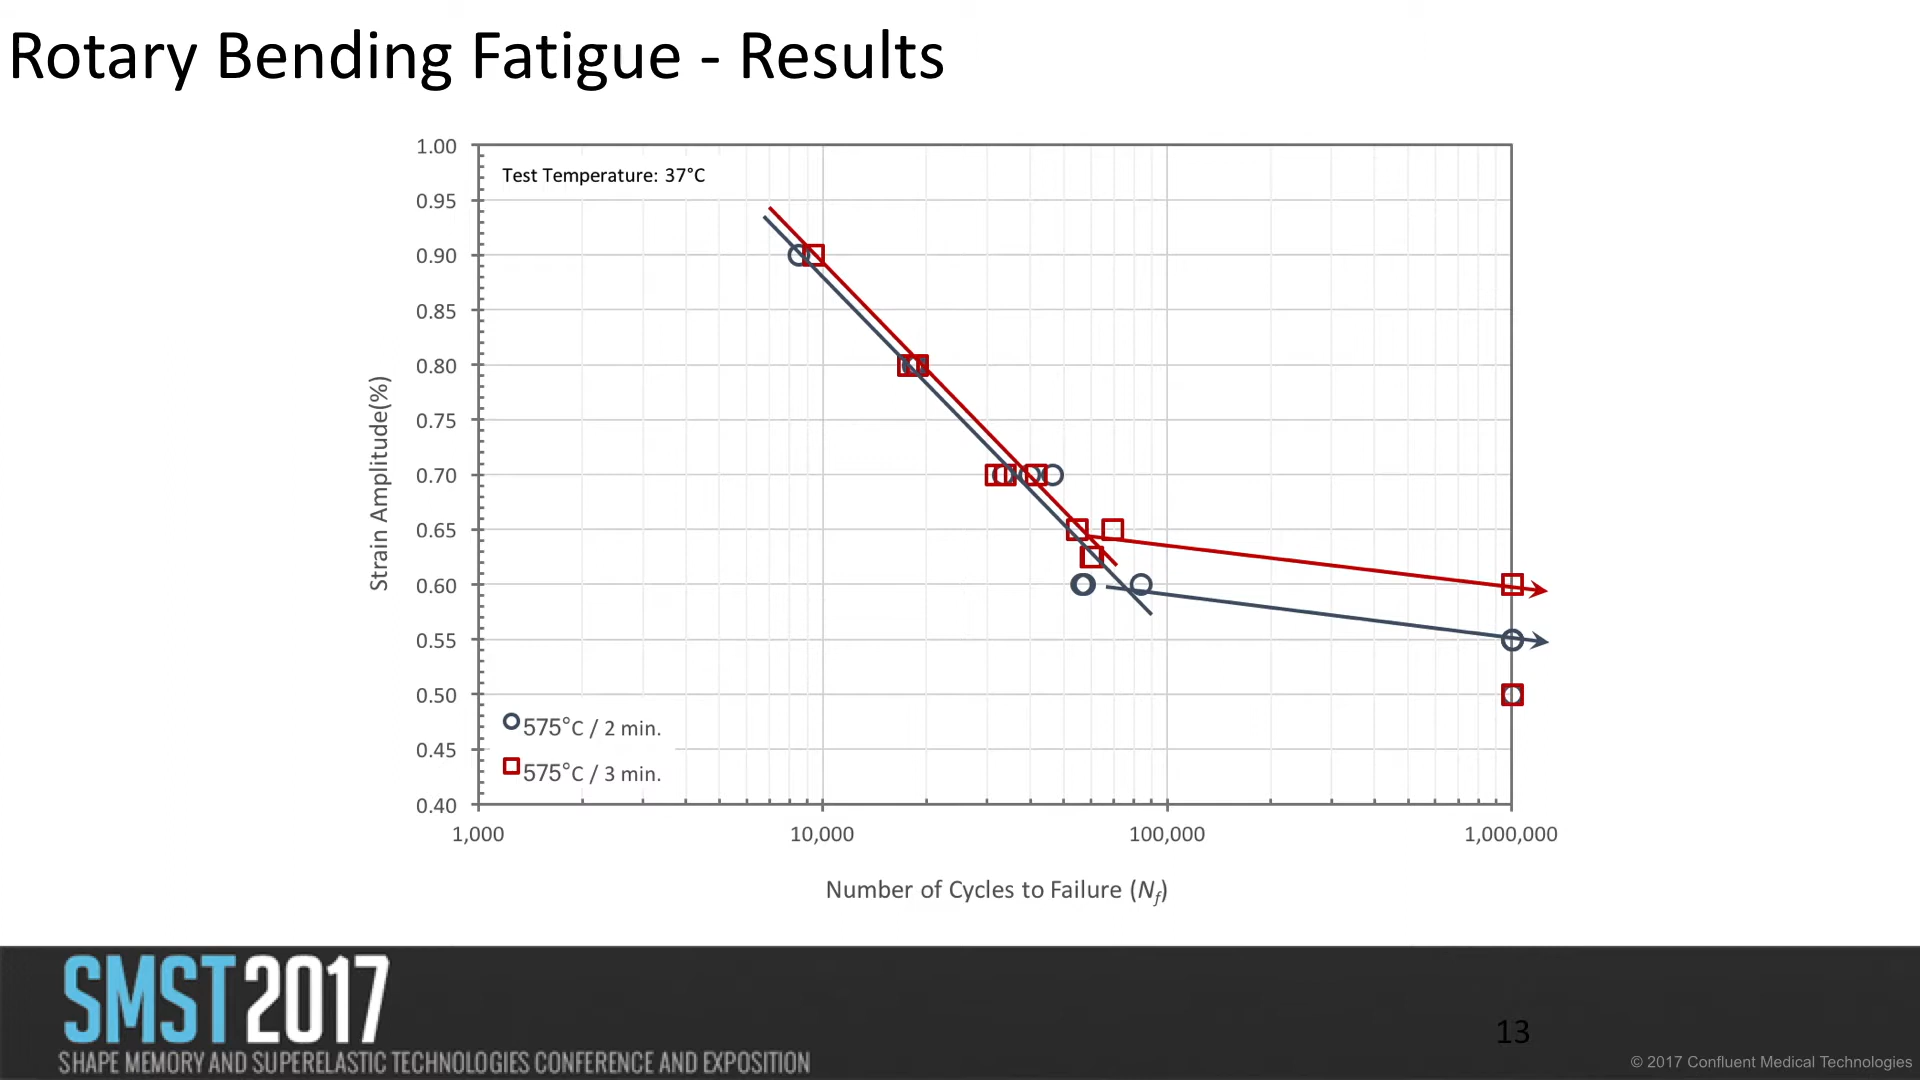 Rotary Bending Fatigue - Results
Test Temperature: 37°C
1.00
0.95
0.90
0.85
0.80
0.75
0.70
0.65
0.60
0.55
0.50
0.45
0.40
Strain Amplitude(%)
575°C / 2 min.
575°C / 3 min.
1,000
10,000
100,000
1,000,000
Number of Cycles to Failure (Nf)
SMST2017
SHAPE MEMORY AND SUPERELASTIC TECHNOLOGIES CONFERENCE AND EXPOSITION
13
© 2017 Confluent Medical Technologies